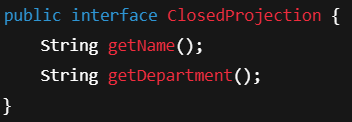 public interface ClosedProjection {
    String getName();
    String getDepartment();
}